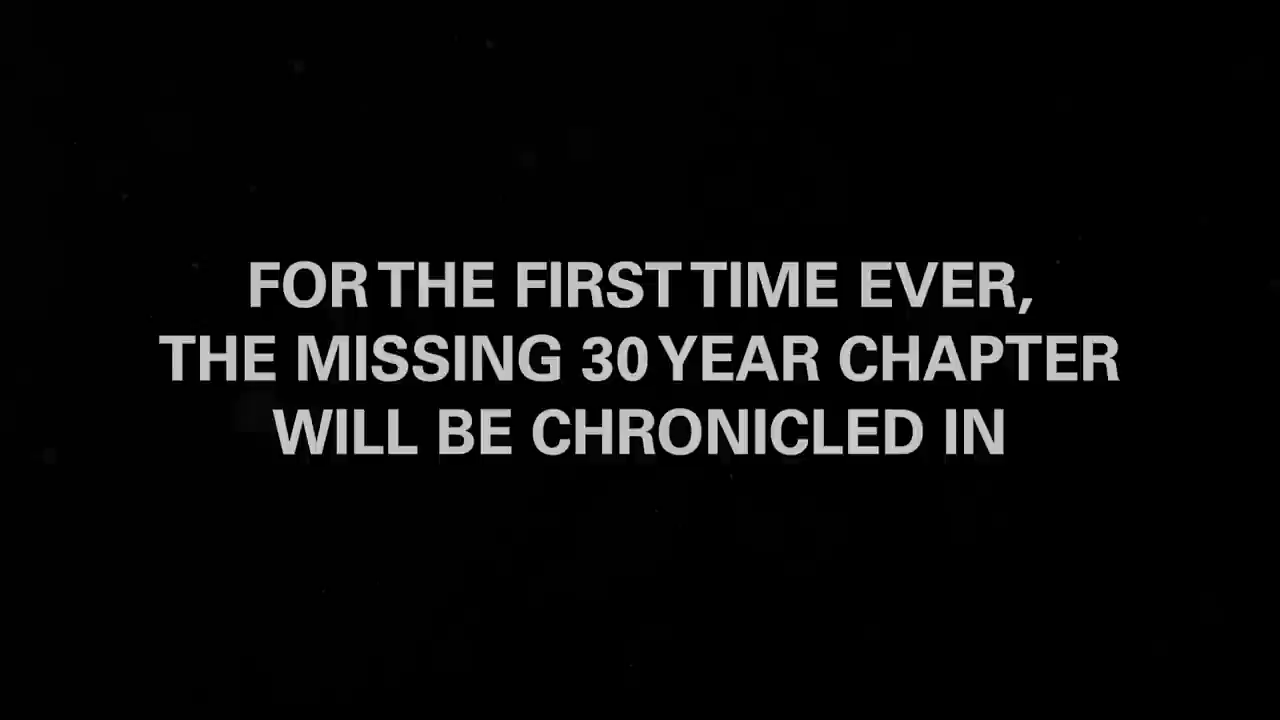 FOR THE FIRST TIME EVER,
THE MISSING 30 YEAR CHAPTER
WILL BE CHRONICLED IN